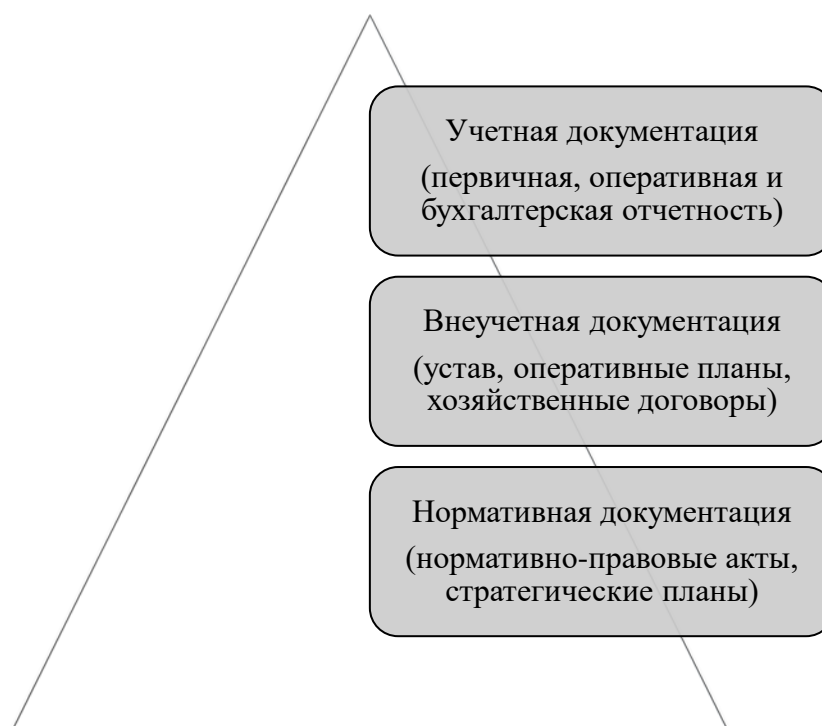 Учетная документация
(первичная, оперативная и
бухгалтерская отчетность)
Внеучетная документация
(устав, оперативные планы,
хозяйственные договоры)
Нормативная документация
(нормативно-правовые акты,
стратегические планы)